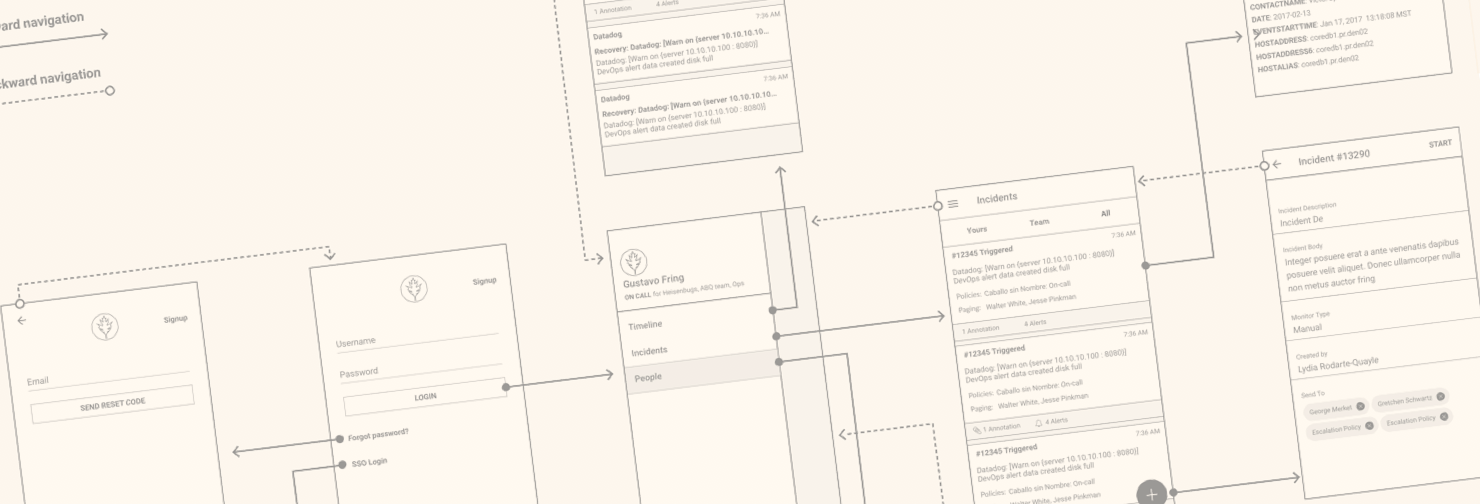 ard navigation
ckward navigation
1 Annotation 4 Alerts
7:36 AM
Datadog
Recovery: Datadog: [Warn on {server 10.10.10.10...
Datadog: [Warn on {server 10.10.10.100 : 8080}]
DevOps alert data created disk full
7:36 AM
Datadog
Recovery: Datadog: [Warn on {server 10.10.10.10...
Datadog: [Warn on {server 10.10.10.100 : 8080}]
DevOps alert data created disk full
CONTACTNAME:
DATE: 2017-02-13
EVENTSTARTTIME: Jan 17, 2017 13:18:08 MST
HOSTADDRESS: coredb1.pr.den02
HOSTADDRESS6: coredb1.pr.den02
HOSTALIAS: coredb1.pr.den02
Signup
Email
SEND RESET CODE
Signup
Username
Password
LOGIN
Forgot password?
SSO Login
Gustavo Fring
ON CALL for Heisenbugs, ABQ team, Ops
Timeline
Incidents
People
Incidents
Yours Team All
7:36 AM
#12345 Triggered
Datadog: [Warn on {server 10.10.10.100 : 8080}]
DevOps alert data created disk full
Policies: Caballo sin Nombre: On-call
Paging: Walter White, Jesse Pinkman
1 Annotation 4 Alerts
7:36 AM
#12345 Triggered
Datadog: [Warn on {server 10.10.10.100 : 8080}]
DevOps alert data created disk full
Policies: Caballo sin Nombre: On-call
Paging: Walter White, Jesse Pinkman
1 Annotation 4 Alerts
7:36 AM
#12345 Triggered
Datadog: [Warn on {server 10.10.10.100 : 8080}]
DevOps alert data created disk full
Policies: Caballo sin Nombre: On-call
Walter White, Jesse Pinkman
Incident #13290 START
Incident Description
Incident De
Incident Body
Integer posuere erat a ante venenatis dapibus
posuere velit aliquet. Donec ullamcorper nulla
non metus auctor fring
Monitor Type
Manual
Created by
Lydia Rodarte-Quayle
Send To
George Merket Gretchen Schwartz
Escalation Policy Escalation Policy